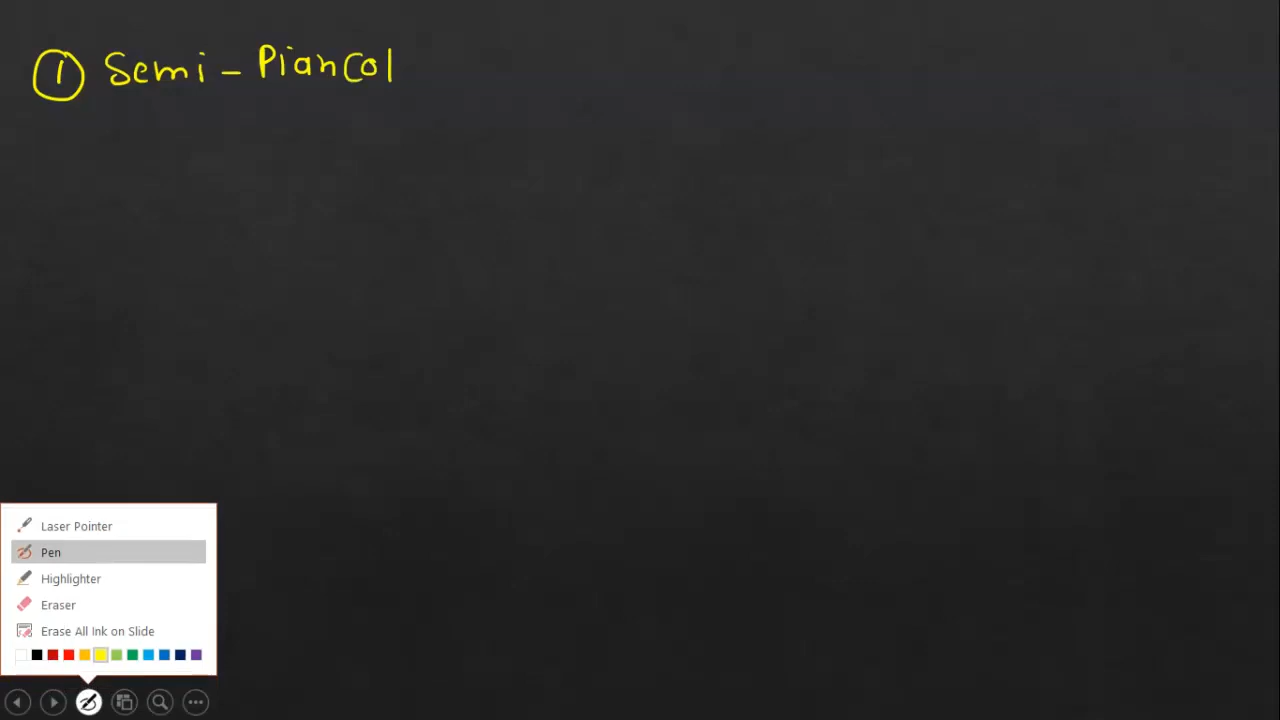 ① Semi - Piancol
Laser Pointer
Pen
Highlighter
Eraser
Erase All Ink on Slide